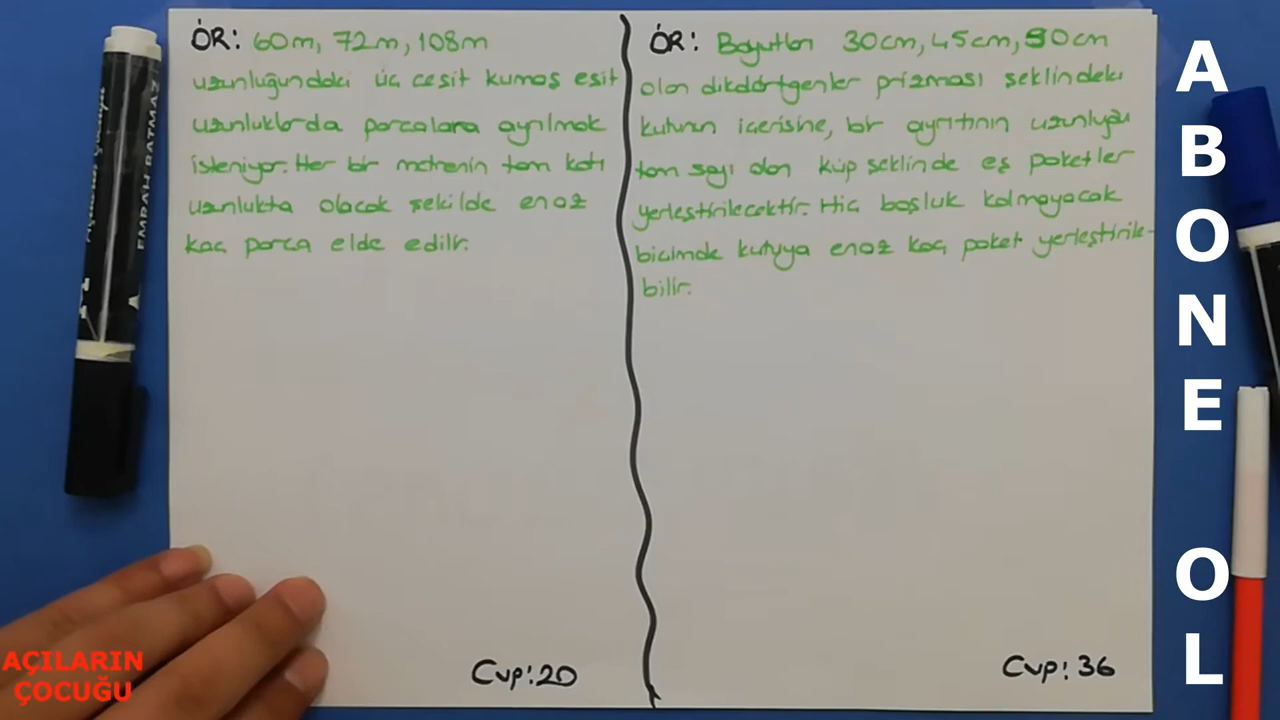 ÖR: 60m, 72m, 108m
uzunluğundaki üç çeşit kumaş eşit
uzunluklarda parçalara ayrılmak
isteniyor. Her bir metrenin tam katı
uzunlukta olacak şekilde en az
kaç parça elde edilir.
Cvp: 20
ÖR: Boyutları 30cm, 45cm, 90cm
olan dikdörtgenler prizması şeklindeki
kutunun içerisine, bir ayrıtının uzunluğu
tam sayı olan küp şeklinde eş paketler
yerleştirilecektir. Hiç boşluk kalmayacak
biçimde kutuya en az kaç paket yerleştirile-
bilir.
Cvp: 36
ABONE OL
AÇILARIN
ÇOCUĞU